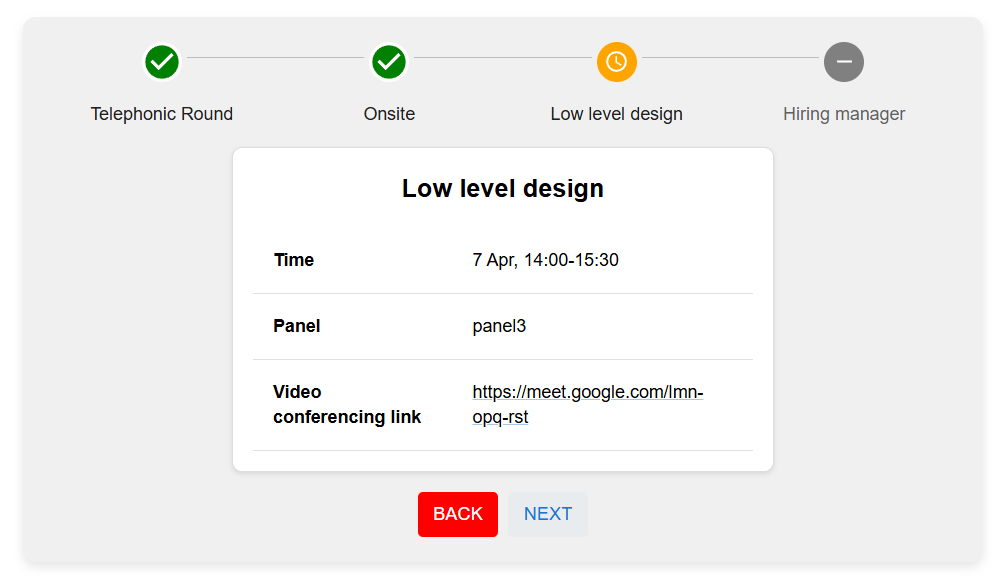 Telephonic Round Onsite Low level design Hiring manager
Low level design
Time 7 Apr, 14:00-15:30
Panel panel3
Video https://meet.google.com/lmn-
conferencing link opq-rst
BACK NEXT